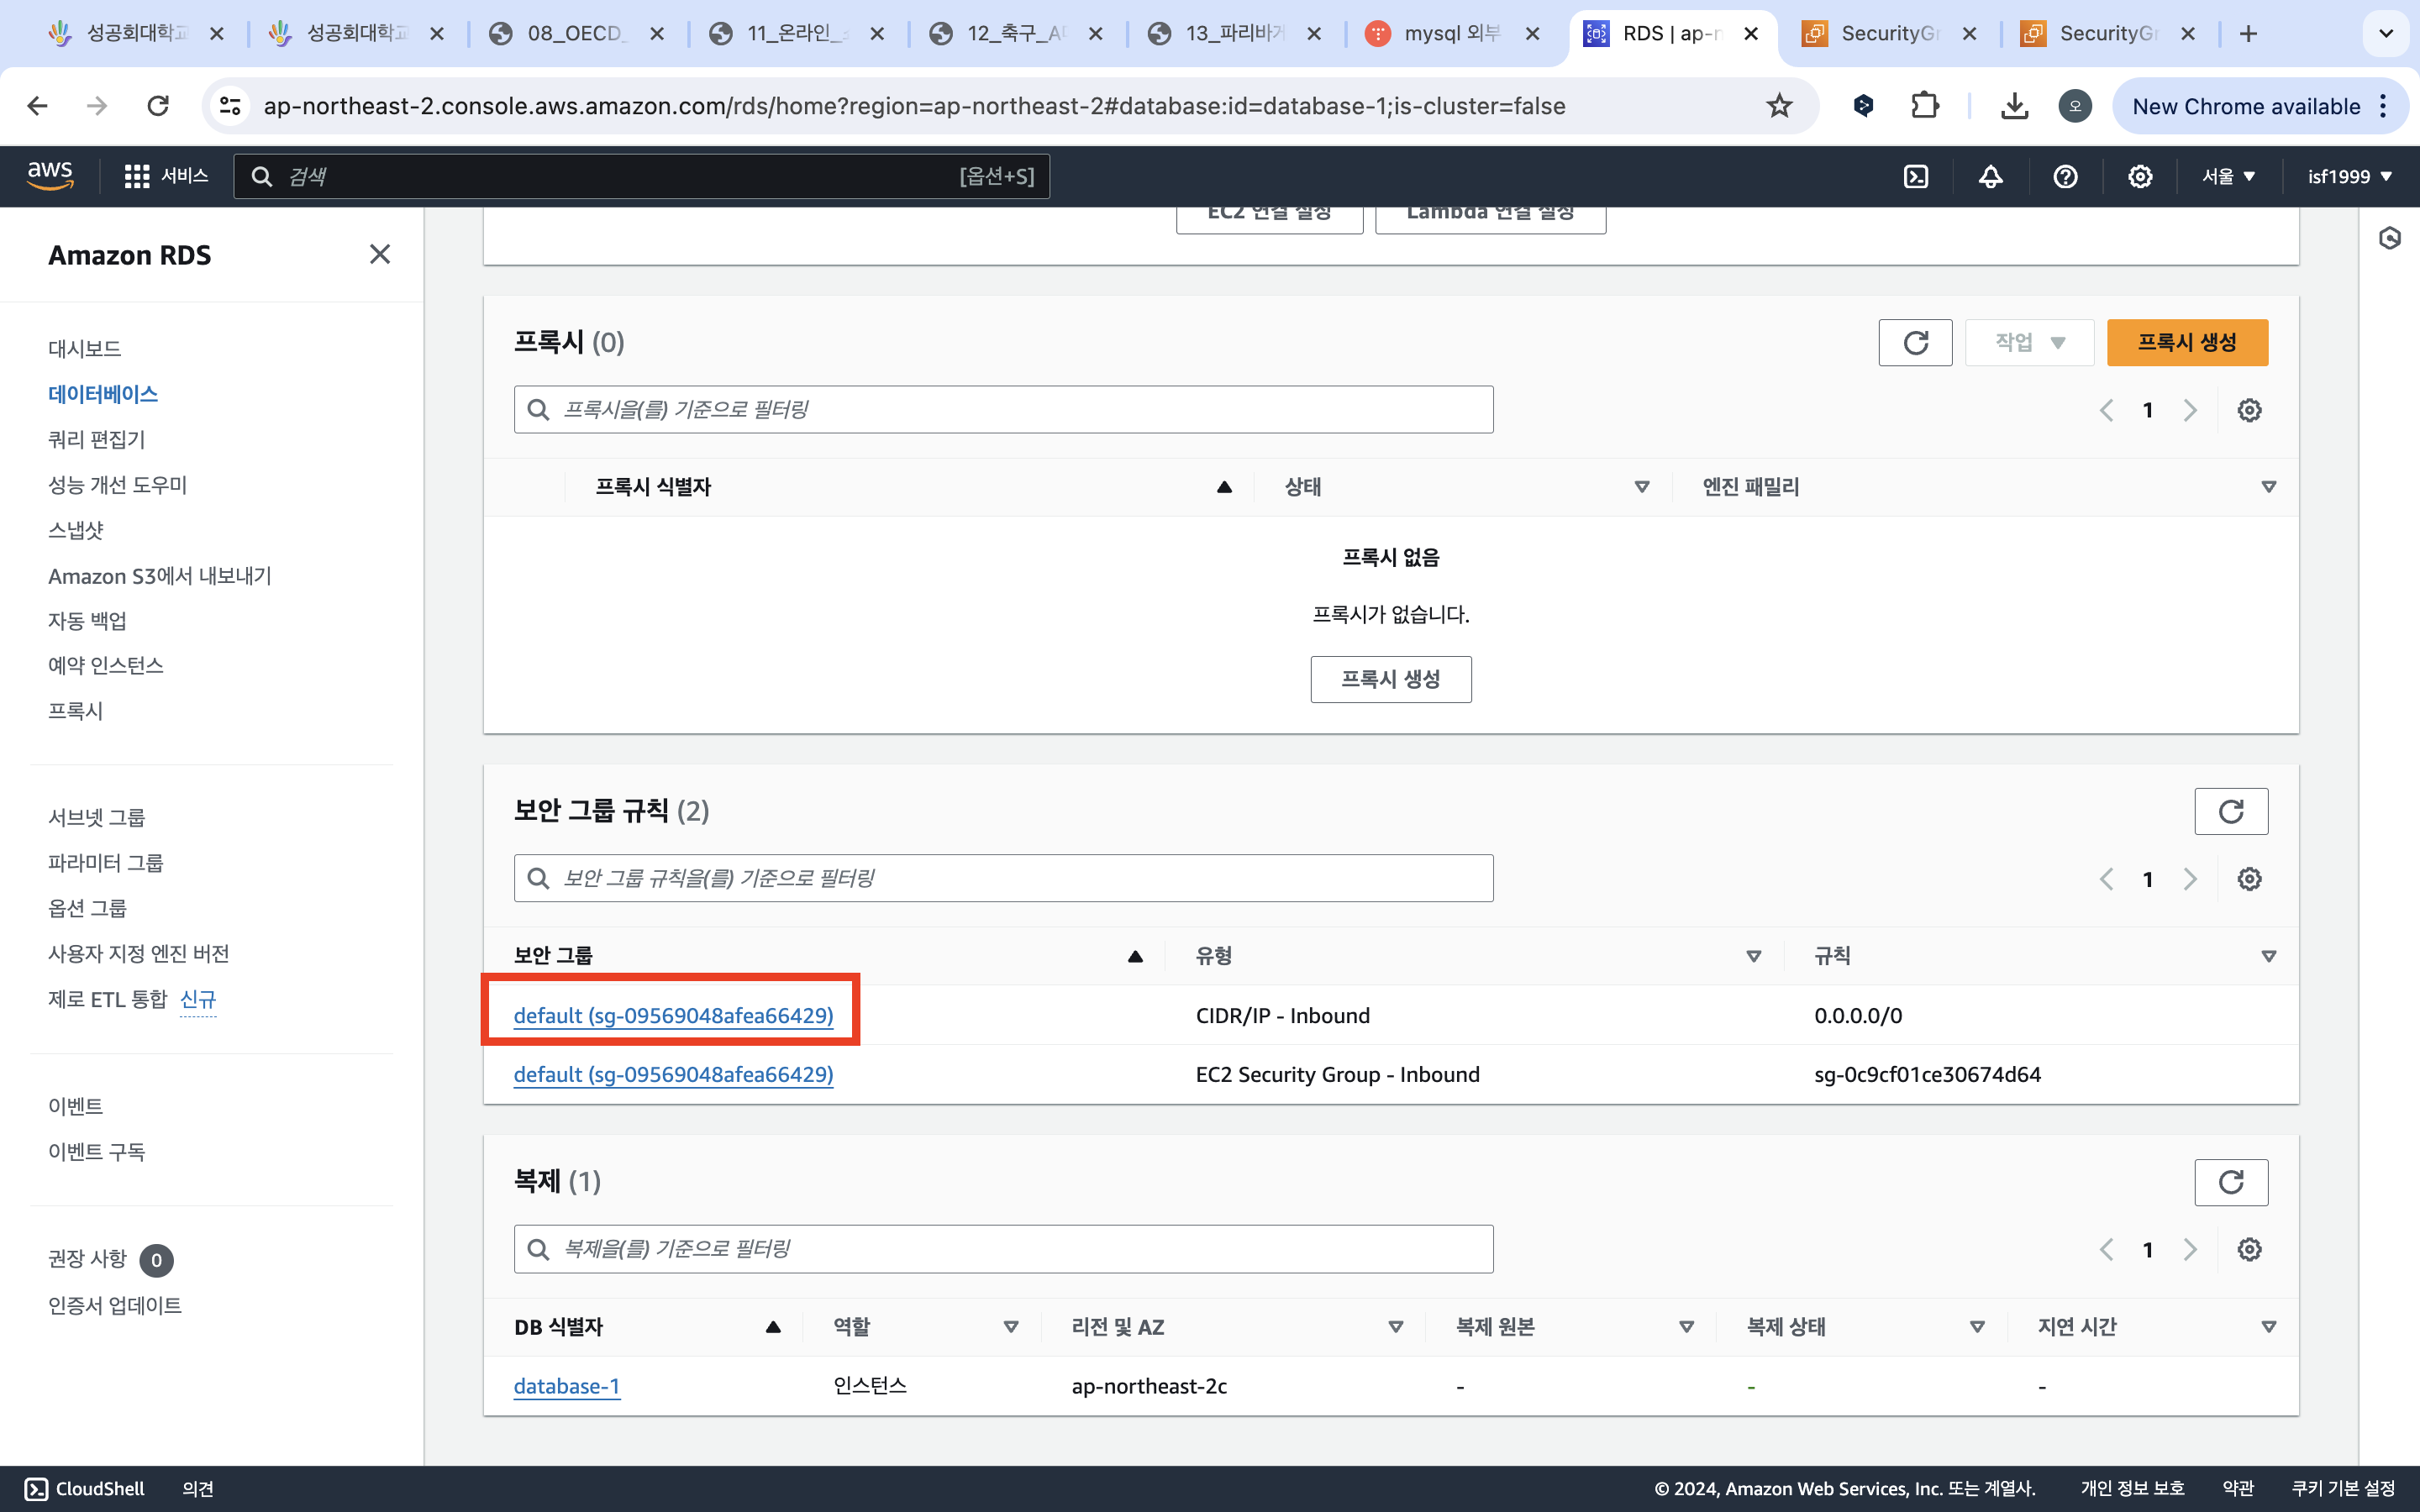 성공회대학교
성공회대학교
08_OECD_
11_온라인_
12_축구_A
13_파리바게
mysql 외부
RDS | ap-n
SecurityGr
SecurityGr
ap-northeast-2.console.aws.amazon.com/rds/home?region=ap-northeast-2#database:id=database-1;is-cluster=false
오
New Chrome available
aws
서비스
검색
[옵션+S]
서울
isf1999
Amazon RDS
EC2 연결 설정
Lambda 연결 설정
대시보드
데이터베이스
쿼리 편집기
성능 개선 도우미
스냅샷
Amazon S3에서 내보내기
자동 백업
예약 인스턴스
프록시
서브넷 그룹
파라미터 그룹
옵션 그룹
사용자 지정 엔진 버전
제로 ETL 통합 신규
이벤트
이벤트 구독
권장 사항 0
인증서 업데이트
프록시 (0)
작업
프록시 생성
프록시을(를) 기준으로 필터링
1
프록시 식별자
상태
엔진 패밀리
프록시 없음
프록시가 없습니다.
프록시 생성
보안 그룹 규칙 (2)
보안 그룹 규칙을(를) 기준으로 필터링
1
보안 그룹
유형
규칙
default (sg-09569048afea66429)
CIDR/IP - Inbound
0.0.0.0/0
default (sg-09569048afea66429)
EC2 Security Group - Inbound
sg-0c9cf01ce30674d64
복제 (1)
복제을(를) 기준으로 필터링
1
DB 식별자
역할
리전 및 AZ
복제 원본
복제 상태
지연 시간
database-1
인스턴스
ap-northeast-2c
-
-
-
CloudShell
의견
© 2024, Amazon Web Services, Inc. 또는 계열사.
개인 정보 보호
약관
쿠키 기본 설정